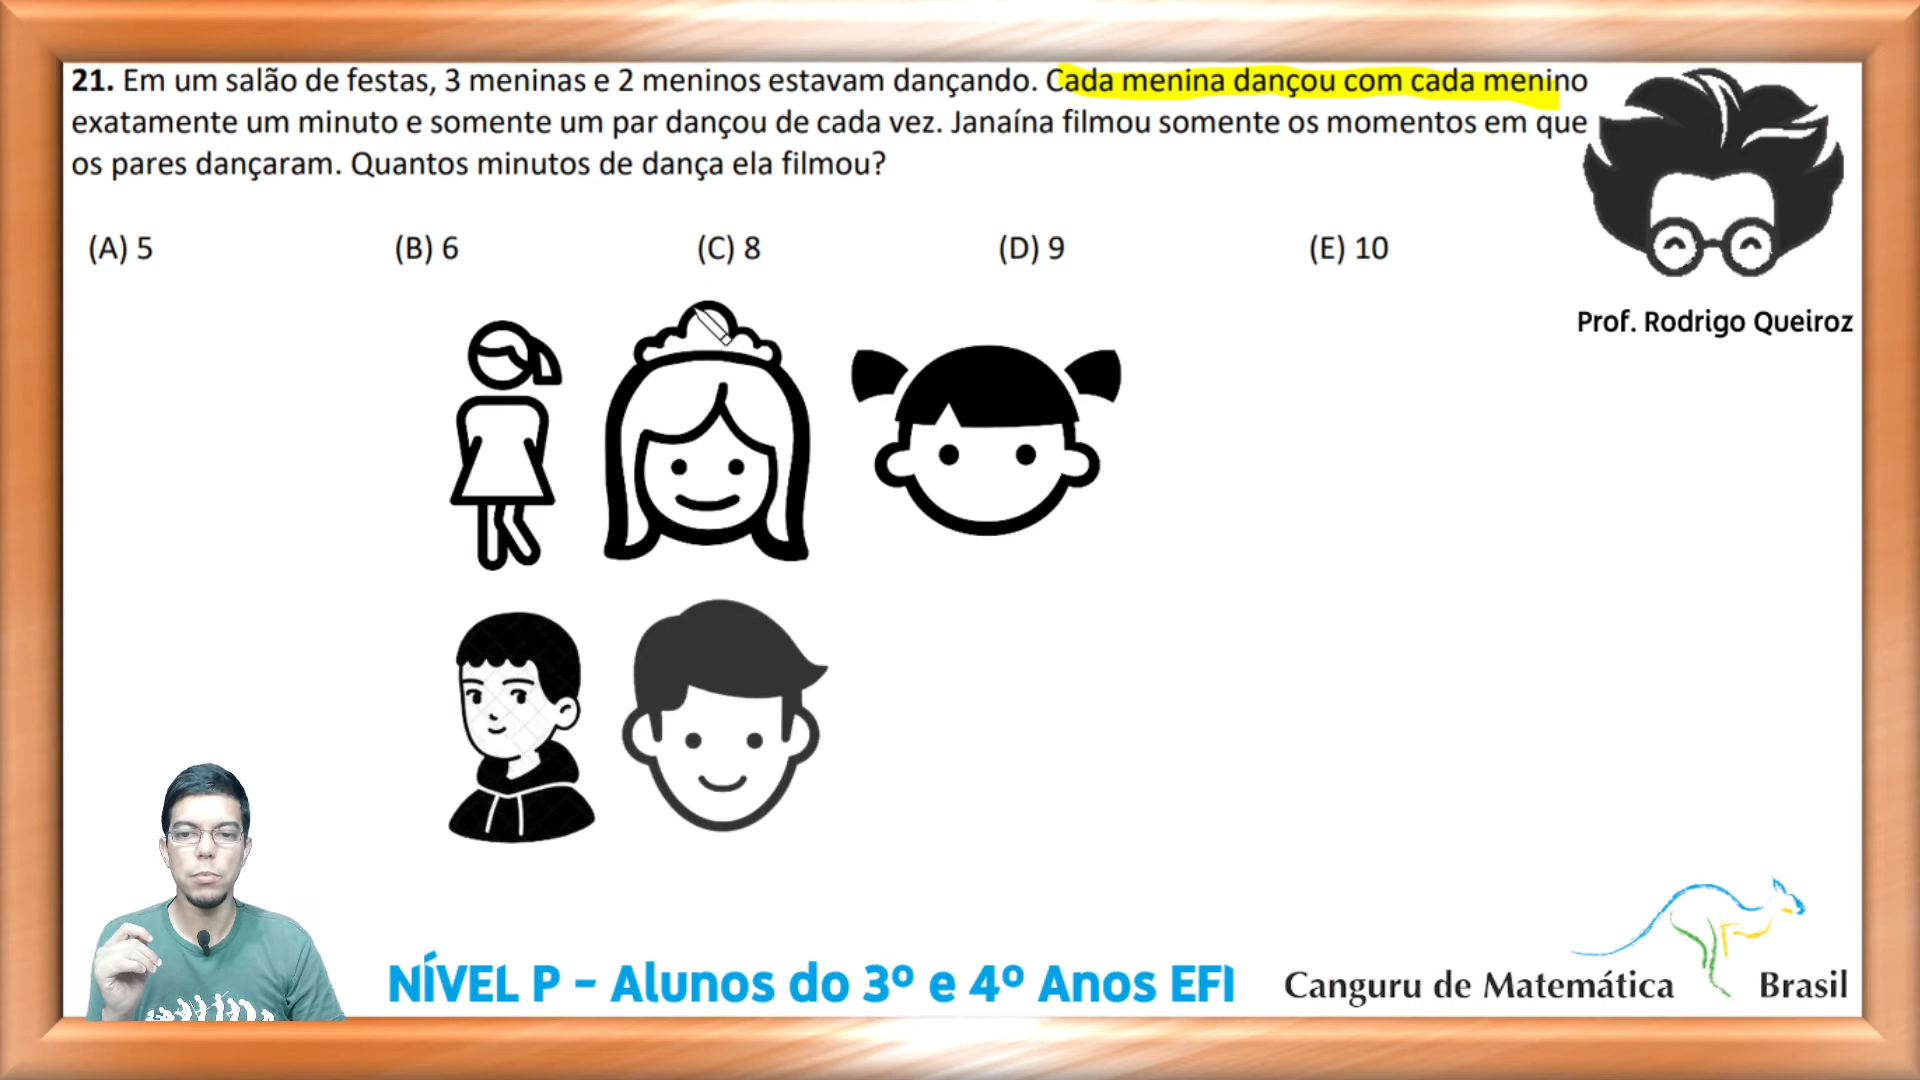 21. Em um salão de festas, 3 meninas e 2 meninos estavam dançando. Cada menina dançou com cada menino
exatamente um minuto e somente um par dançou de cada vez. Janaína filmou somente os momentos em que
os pares dançaram. Quantos minutos de dança ela filmou?
(A) 5 (B) 6 (C) 8 (D) 9 (E) 10
Prof. Rodrigo Queiroz
NÍVEL P - Alunos do 3º e 4º Anos EFI
Canguru de Matemática Brasil